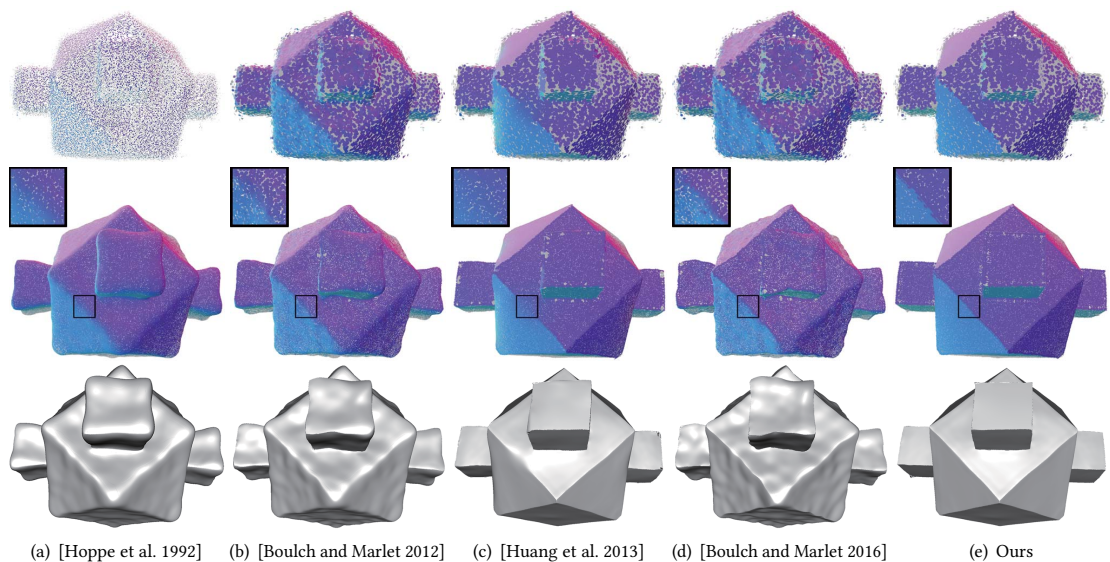 (a) [Hoppe et al. 1992] (b) [Boulch and Marlet 2012] (c) [Huang et al. 2013] (d) [Boulch and Marlet 2016] (e) Ours